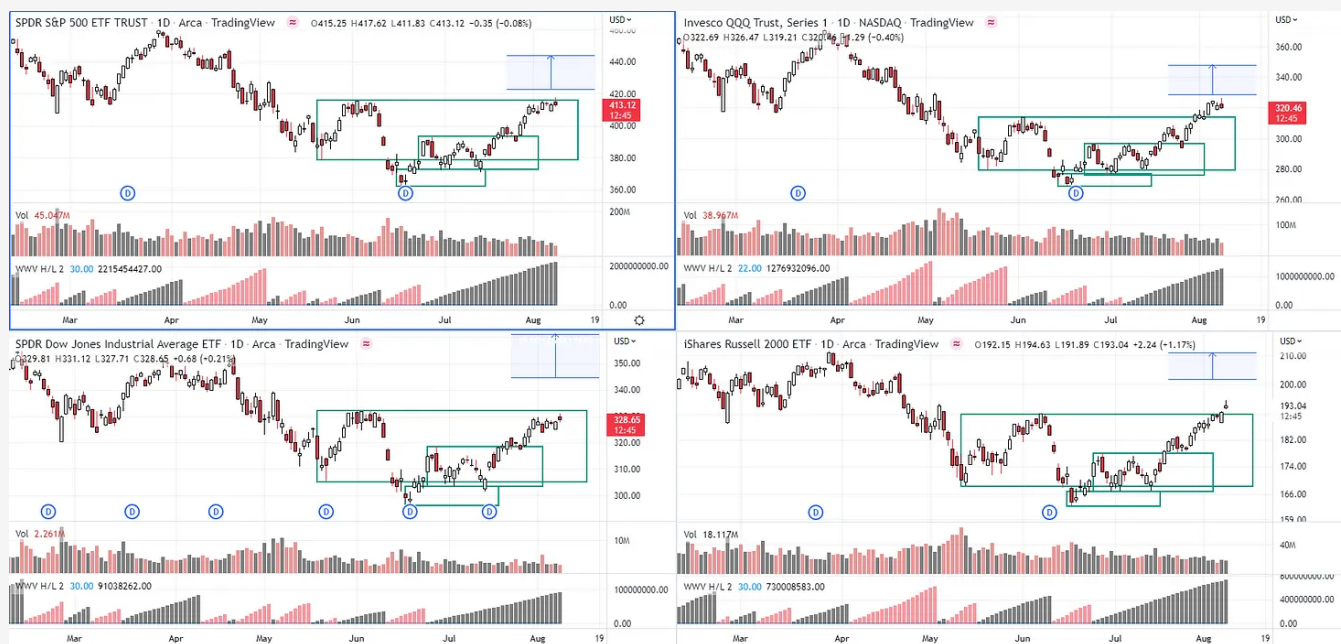 SPDR S&P 500 ETF TRUST · 1D · Arca · TradingView ≈ O415.25 H417.62 L411.83 C413.12 −0.35 (−0.08%)
USD
460.00
440.00
420.00
413.12
12:45
400.00
380.00
360.00
D D
Vol 45.047M
200M
WWV H/L 2 30.00 2215454427.00
2000000000.00
0.00
Mar Apr May Jun Jul Aug 19
Invesco QQQ Trust, Series 1 · 1D · NASDAQ · TradingView ≈
O322.69 H326.47 L319.21 C320.46 −1.29 (−0.40%)
USD
360.00
340.00
320.46
12:45
300.00
280.00
260.00
D D
Vol 38.967M
100M
WWV H/L 2 22.00 1276932096.00
1000000000.00
0.00
Mar Apr May Jun Jul Aug 19
SPDR Dow Jones Industrial Average ETF · 1D · Arca · TradingView ≈
O329.81 H331.12 L327.71 C328.65 +0.68 (+0.21%)
USD
350.00
340.00
328.65
12:45
320.00
310.00
300.00
D D D D D D
Vol 2.261M
10M
WWV H/L 2 30.00 91038262.00
100000000.00
0.00
Mar Apr May Jun Jul Aug 19
iShares Russell 2000 ETF · 1D · Arca · TradingView ≈ O192.15 H194.63 L191.89 C193.04 +2.24 (+1.17%)
USD
210.00
200.00
193.04
12:45
182.00
174.00
166.00
159.00
D D
Vol 18.117M
40M
WWV H/L 2 30.00 730008583.00
800000000.00
400000000.00
0.00
Mar Apr May Jun Jul Aug 19